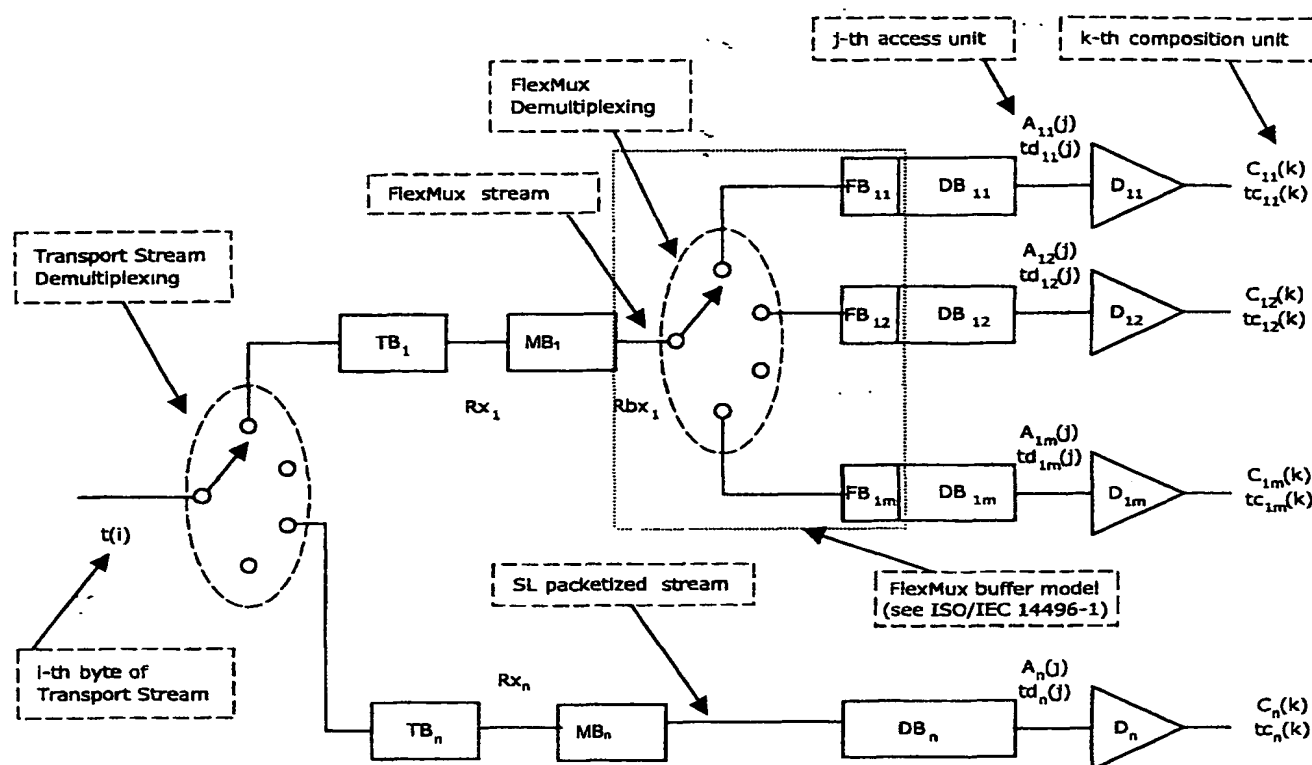 j-th access unit
k-th composition unit
FlexMux
Demultiplexing
A11(j)
td11(j)
FB11
DB11
D11
C11(k)
tc11(k)
FlexMux stream
Transport Stream
Demultiplexing
A12(j)
td12(j)
FB12
DB12
D12
C12(k)
tc12(k)
TB1
MB1
Rx1
Rbx1
A1m(j)
td1m(j)
FB1m
DB1m
D1m
C1m(k)
tc1m(k)
t(i)
SL packetized stream
FlexMux buffer model
(see ISO/IEC 14496-1)
i-th byte of
Transport Stream
Rxn
An(j)
tdn(j)
TBn
MBn
DBn
Dn
Cn(k)
tcn(k)